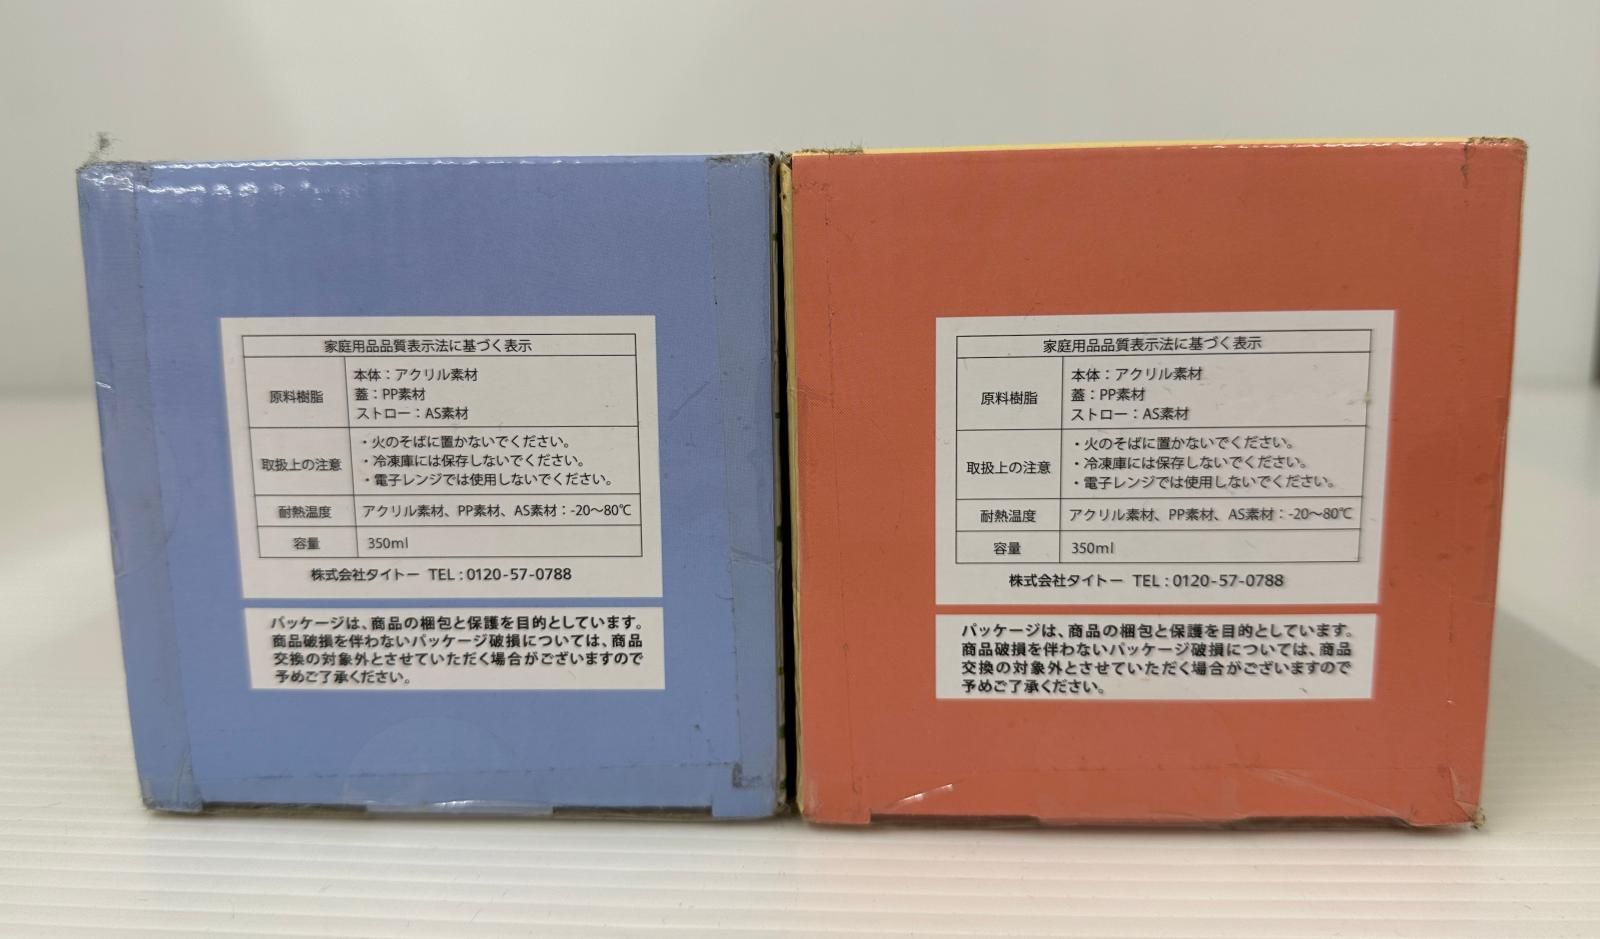 家庭用品品質表示法に基づく表示
原料樹脂
本体：アクリル素材
蓋：PP素材
ストロー：AS素材
取扱上の注意
・火のそばに置かないでください。
・冷凍庫には保存しないでください。
・電子レンジでは使用しないでください。
耐熱温度 アクリル素材、PP素材、AS素材：-20〜80℃
容量 350ml
株式会社タイトー TEL：0120-57-0788
パッケージは、商品の梱包と保護を目的としています。
商品破損を伴わないパッケージ破損については、商品
交換の対象外とさせていただく場合がございますので
予めご了承ください。
家庭用品品質表示法に基づく表示
原料樹脂
本体：アクリル素材
蓋：PP素材
ストロー：AS素材
取扱上の注意
・火のそばに置かないでください。
・冷凍庫には保存しないでください。
・電子レンジでは使用しないでください。
耐熱温度 アクリル素材、PP素材、AS素材：-20〜80℃
容量 350ml
株式会社タイトー TEL：0120-57-0788
パッケージは、商品の梱包と保護を目的としています。
商品破損を伴わないパッケージ破損については、商品
交換の対象外とさせていただく場合がございますので
予めご了承ください。